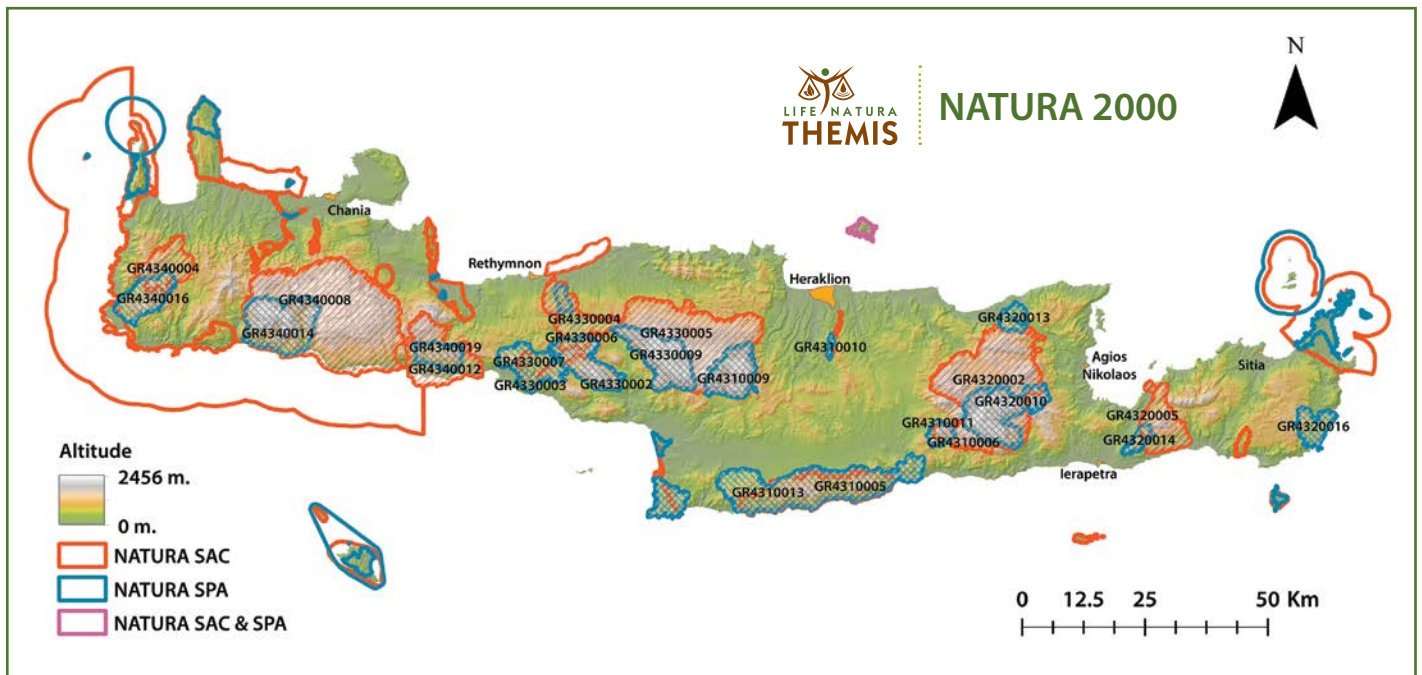 LIFE NATURA
THEMIS
NATURA 2000
N
Chania
Rethymnon
Heraklion
Agios
Nikolaos
Sitia
Ierapetra
GR4340004
GR4340016
GR4340008
GR4340014
GR4340019
GR4340012
GR4330004
GR4330005
GR4330006
GR4330009
GR4330007
GR4330003
GR4330002
GR4310009
GR4310010
GR4320013
GR4320002
GR4320010
GR4310011
GR4310006
GR4320005
GR4320014
GR4320016
GR4310013
GR4310005
Altitude
2456 m.
0 m.
NATURA SAC
NATURA SPA
NATURA SAC & SPA
0 12.5 25 50 Km